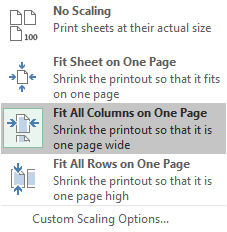 No Scaling
Print sheets at their actual size
100
Fit Sheet on One Page
Shrink the printout so that it fits
on one page
Fit All Columns on One Page
Shrink the printout so that it is
one page wide
Fit All Rows on One Page
Shrink the printout so that it is
one page high
Custom Scaling Options...